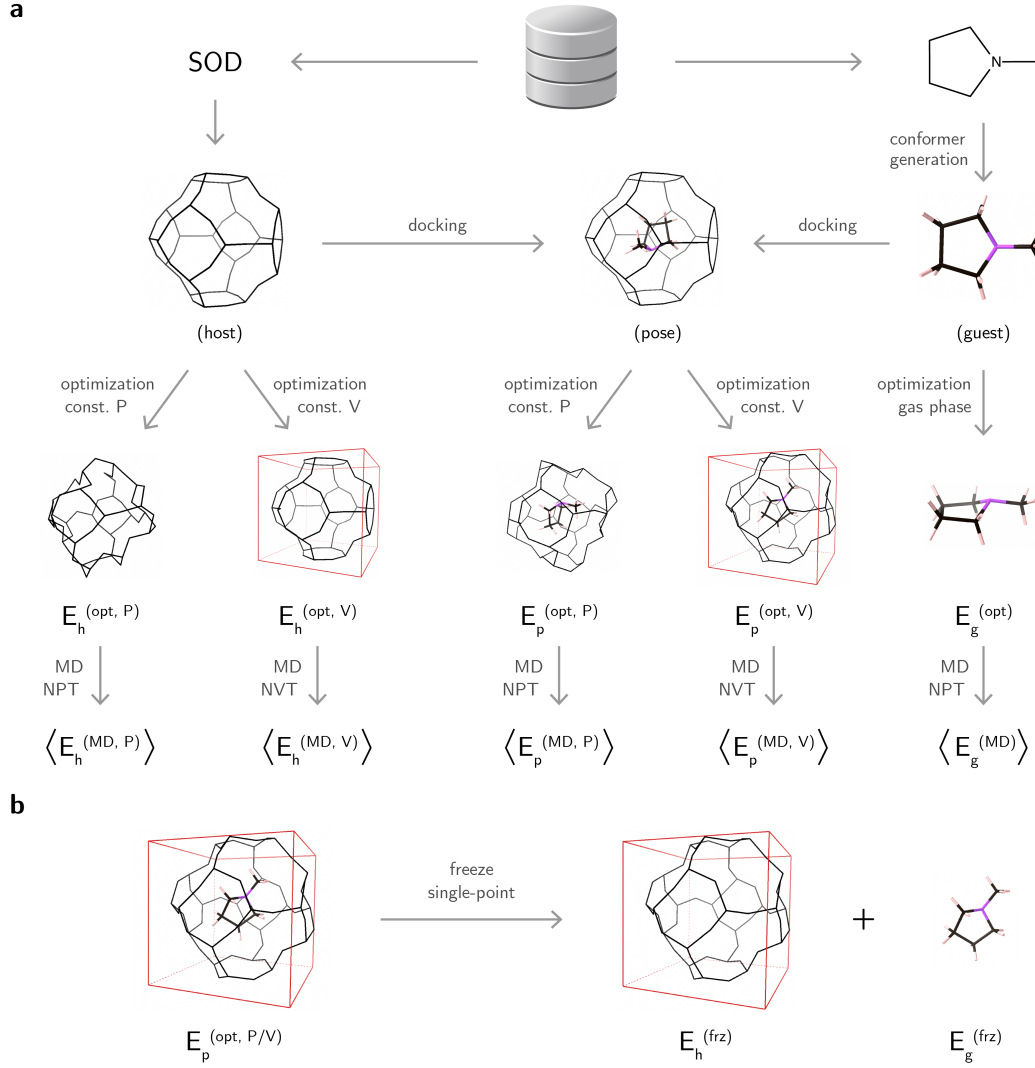 a
SOD
N
conformer
generation
docking
docking
(host)
(pose)
(guest)
optimization
const. P
optimization
const. V
optimization
const. P
optimization
const. V
optimization
gas phase
E_h^(opt, P)
E_h^(opt, V)
E_p^(opt, P)
E_p^(opt, V)
E_g^(opt)
MD
NPT
MD
NVT
MD
NPT
MD
NVT
MD
NPT
⟨E_h^(MD, P)⟩
⟨E_h^(MD, V)⟩
⟨E_p^(MD, P)⟩
⟨E_p^(MD, V)⟩
⟨E_g^(MD)⟩
b
freeze
single-point
+
E_p^(opt, P/V)
E_h^(frz)
E_g^(frz)